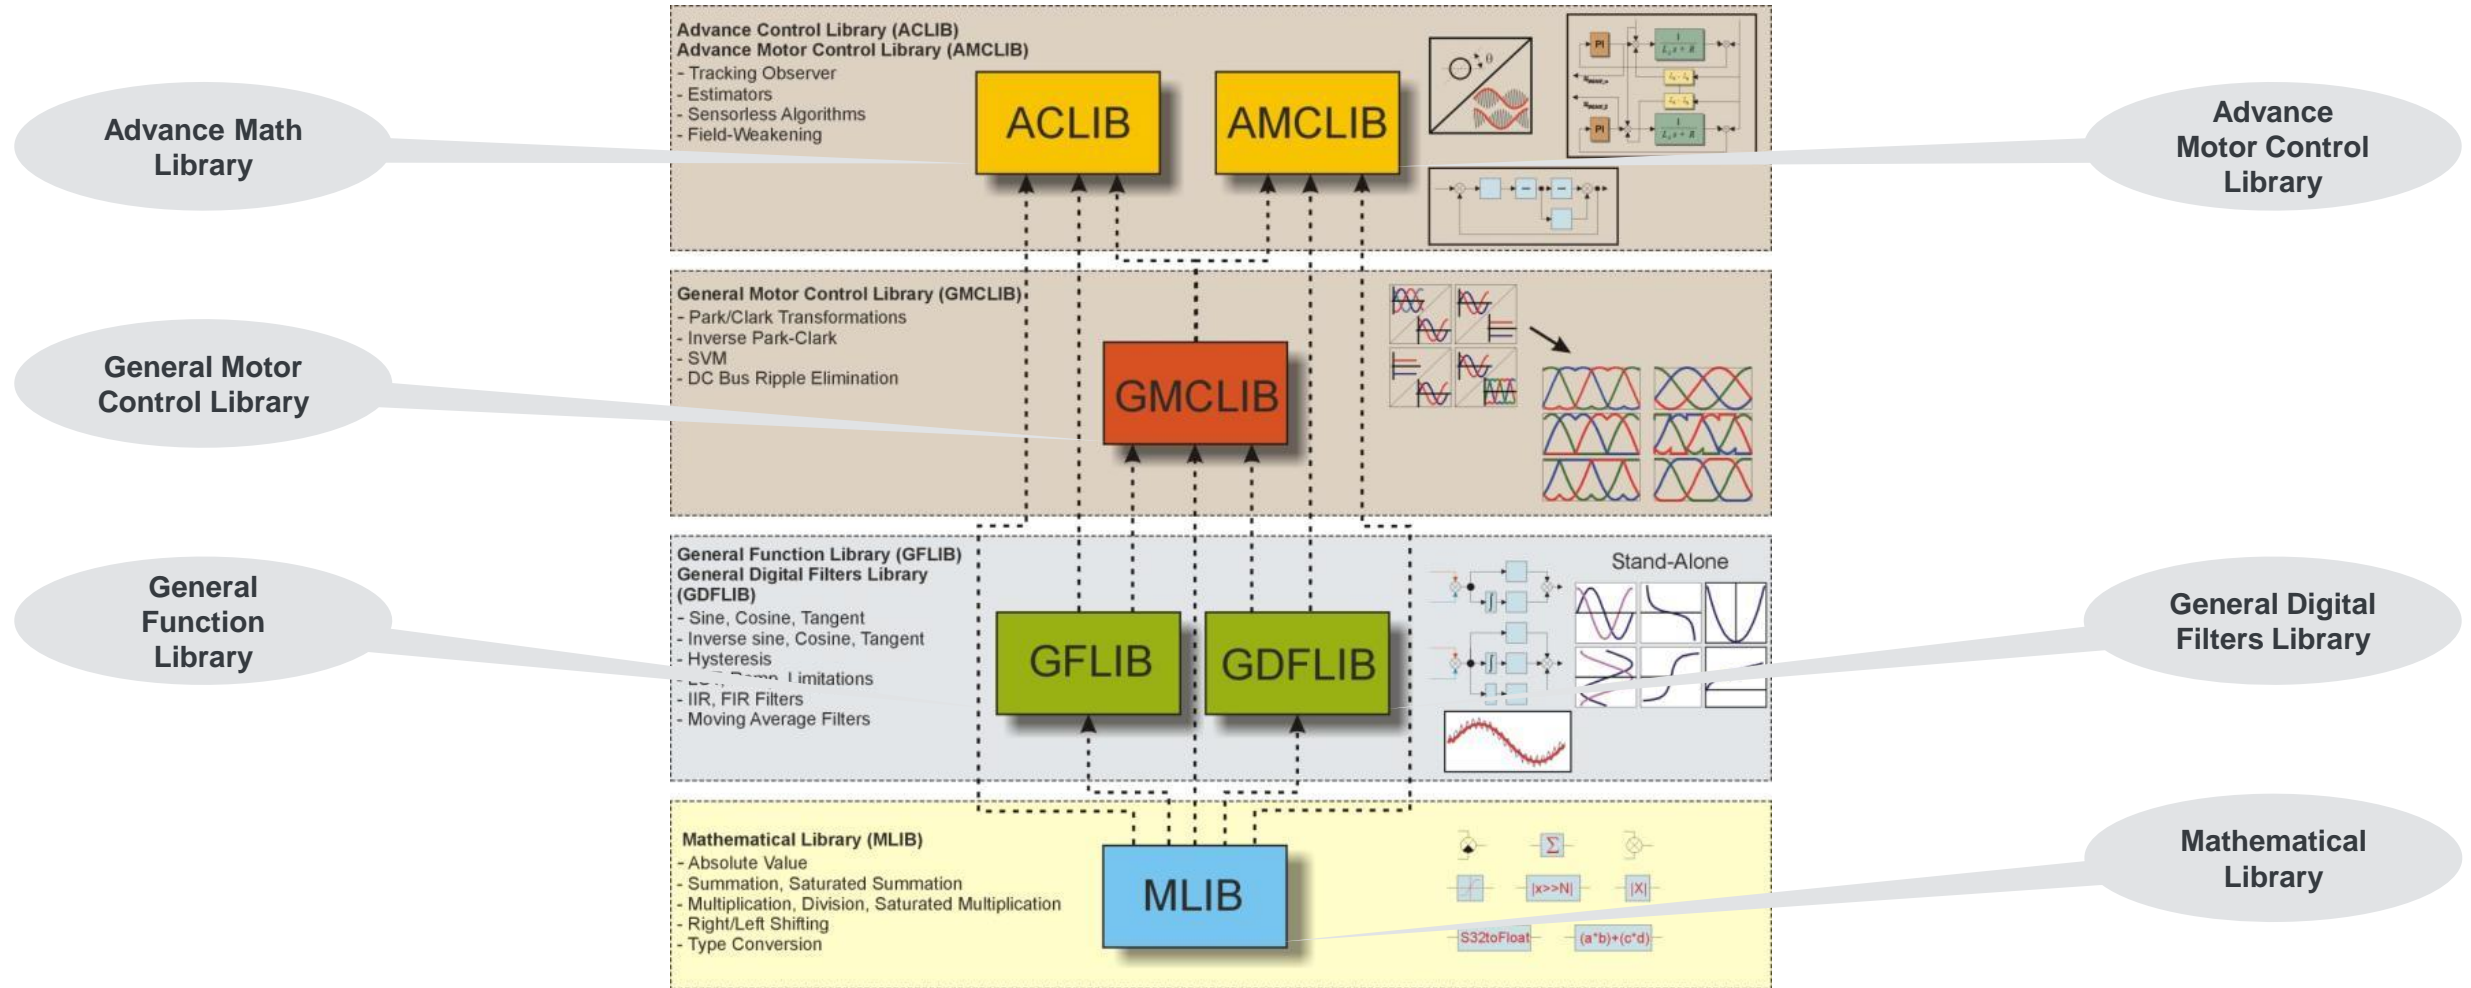 Advance Control Library (ACLIB)
Advance Motor Control Library (AMCLIB)
- Tracking Observer
- Estimators
- Sensorless Algorithms
- Field-Weakening
ACLIB
AMCLIB
θ
PI
1
PI
1
Advance Math
Library
Advance
Motor Control
Library
General Motor Control Library (GMCLIB)
- Park/Clark Transformations
- Inverse Park-Clark
- SVM
- DC Bus Ripple Elimination
GMCLIB
General Motor
Control Library
General Function Library (GFLIB)
General Digital Filters Library
(GDFLIB)
- Sine, Cosine, Tangent
- Inverse sine, Cosine, Tangent
- Hysteresis
Limitations
- IIR, FIR Filters
- Moving Average Filters
GFLIB
GDFLIB
Stand-Alone
∫
∫
General
Function
Library
General Digital
Filters Library
Mathematical Library (MLIB)
- Absolute Value
- Summation, Saturated Summation
- Multiplication, Division, Saturated Multiplication
- Right/Left Shifting
- Type Conversion
MLIB
Σ
|x>>N|
|X|
S32toFloat
(a*b)+(c*d)
Mathematical
Library